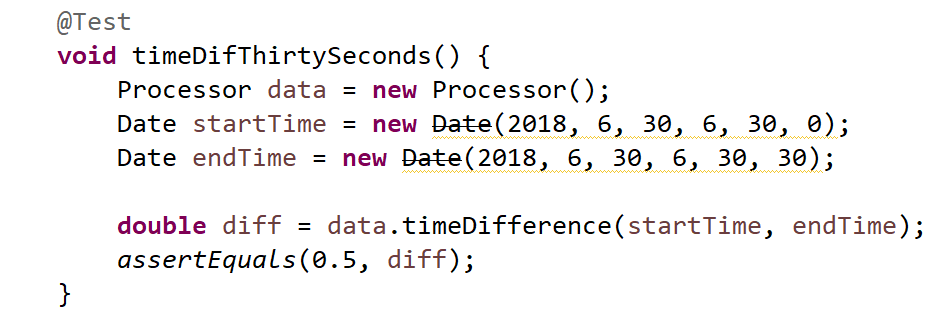 @Test
void timeDifThirtySeconds() {
    Processor data = new Processor();
    Date startTime = new Date(2018, 6, 30, 6, 30, 0);
    Date endTime = new Date(2018, 6, 30, 6, 30, 30);
    double diff = data.timeDifference(startTime, endTime);
    assertEquals(0.5, diff);
}